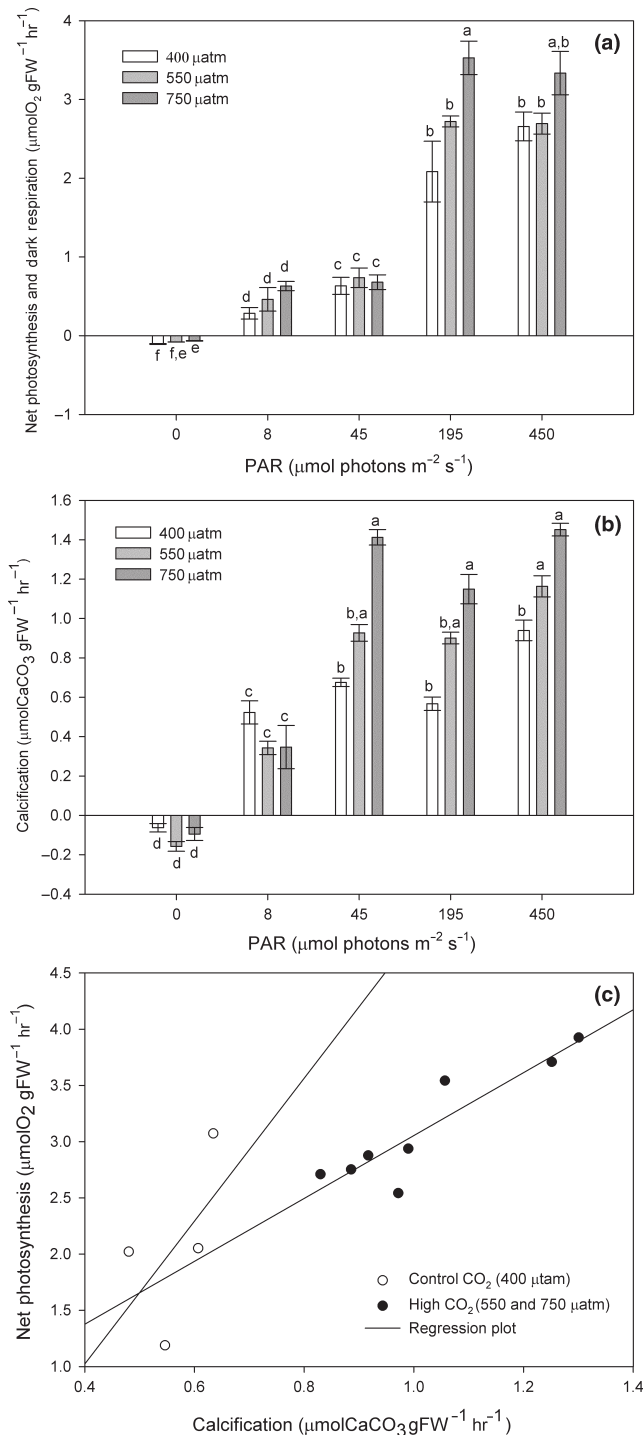 (a)
400 μatm
550 μatm
750 μatm
Net photosynthesis and dark respiration (μmolO₂ gFW⁻¹ hr⁻¹)
4
3
2
1
0
−1
f f,e e
d d d
c c c
b b a
b b a,b
0 8 45 195 450
PAR (μmol photons m⁻² s⁻¹)
(b)
400 μatm
550 μatm
750 μatm
Calcification (μmolCaCO₃ gFW⁻¹ hr⁻¹)
1.6
1.4
1.2
1.0
0.8
0.6
0.4
0.2
0.0
−0.2
−0.4
d d d
c c c
b b,a a
b b,a a
b a a
0 8 45 195 450
PAR (μmol photons m⁻² s⁻¹)
(c)
Net photosynthesis (μmolO₂ gFW⁻¹ hr⁻¹)
4.5
4.0
3.5
3.0
2.5
2.0
1.5
1.0
Control CO₂ (400 μtam)
High CO₂ (550 and 750 μatm)
Regression plot
0.4 0.6 0.8 1.0 1.2 1.4
Calcification (μmolCaCO₃gFW⁻¹ hr⁻¹)